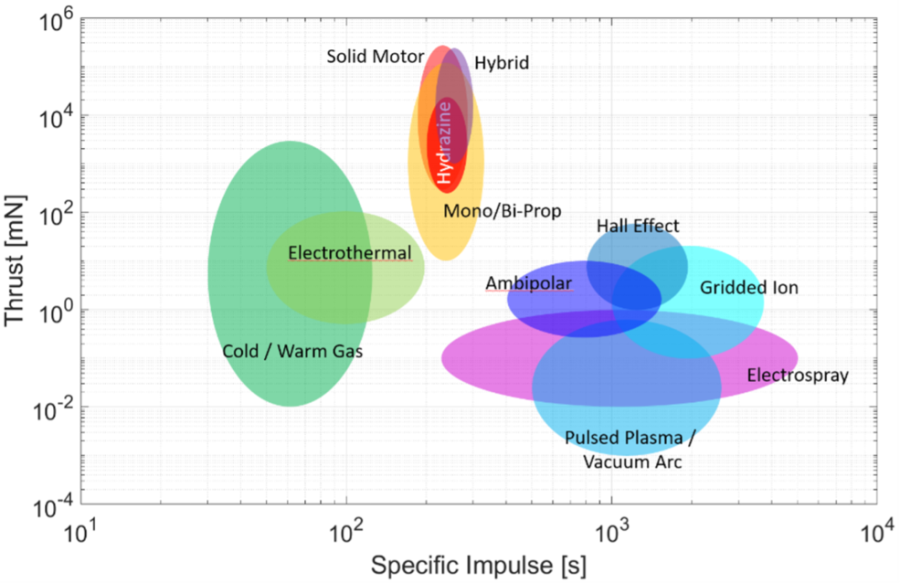 10^6
Solid Motor
Hybrid
10^4
Hydrazine
10^2
Mono/Bi-Prop
Hall Effect
Electrothermal
Ambipolar
Gridded Ion
10^0
Cold / Warm Gas
Electrospray
10^-2
Pulsed Plasma /
Vacuum Arc
10^-4
10^1
10^2
10^3
10^4
Thrust [mN]
Specific Impulse [s]